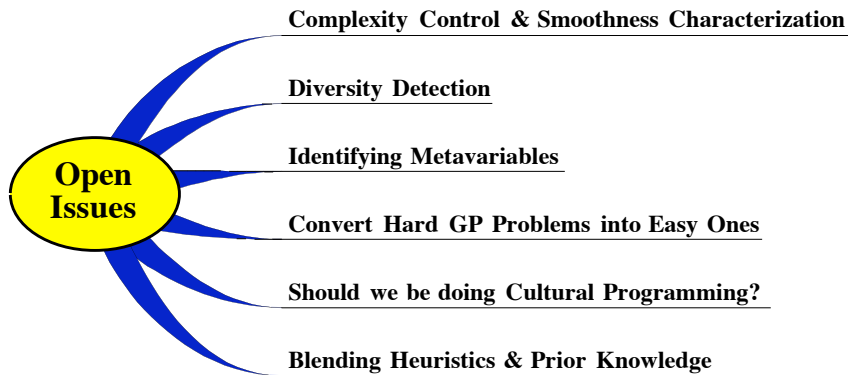 Complexity Control & Smoothness Characterization
Diversity Detection
Identifying Metavariables
Open
Issues
Convert Hard GP Problems into Easy Ones
Should we be doing Cultural Programming?
Blending Heuristics & Prior Knowledge